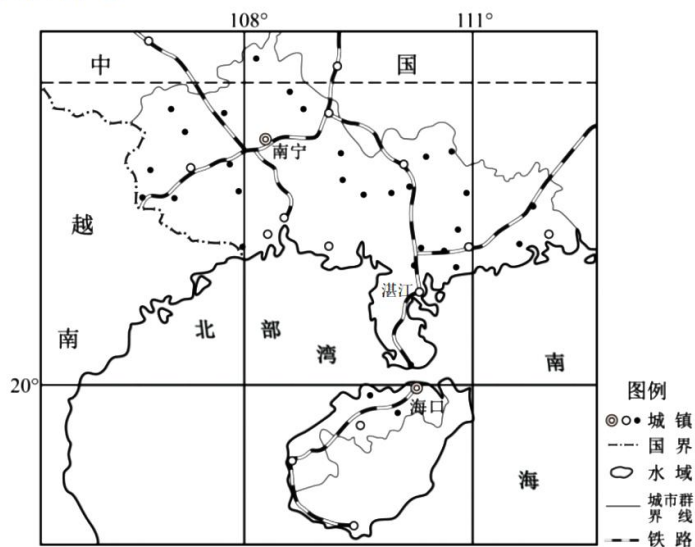 108° 111°
中 国
南宁
越
湛江
北 部
湾
南
南
20°
海口
海
图例
城镇
国界
水域
城市群
界线
铁路